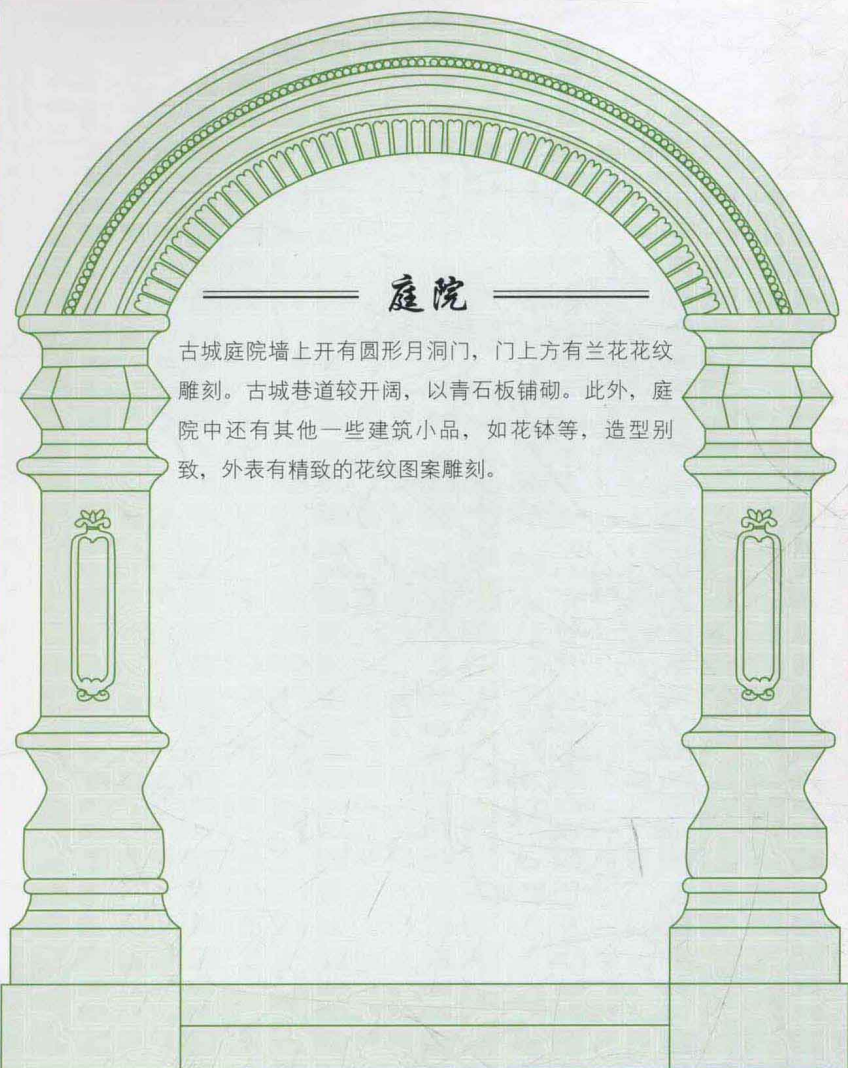 庭院
古城庭院墙上开有圆形月洞门，门上方有兰花花纹
雕刻。古城巷道较开阔，以青石板铺砌。此外，庭
院中还有其他一些建筑小品，如花钵等，造型别
致，外表有精致的花纹图案雕刻。